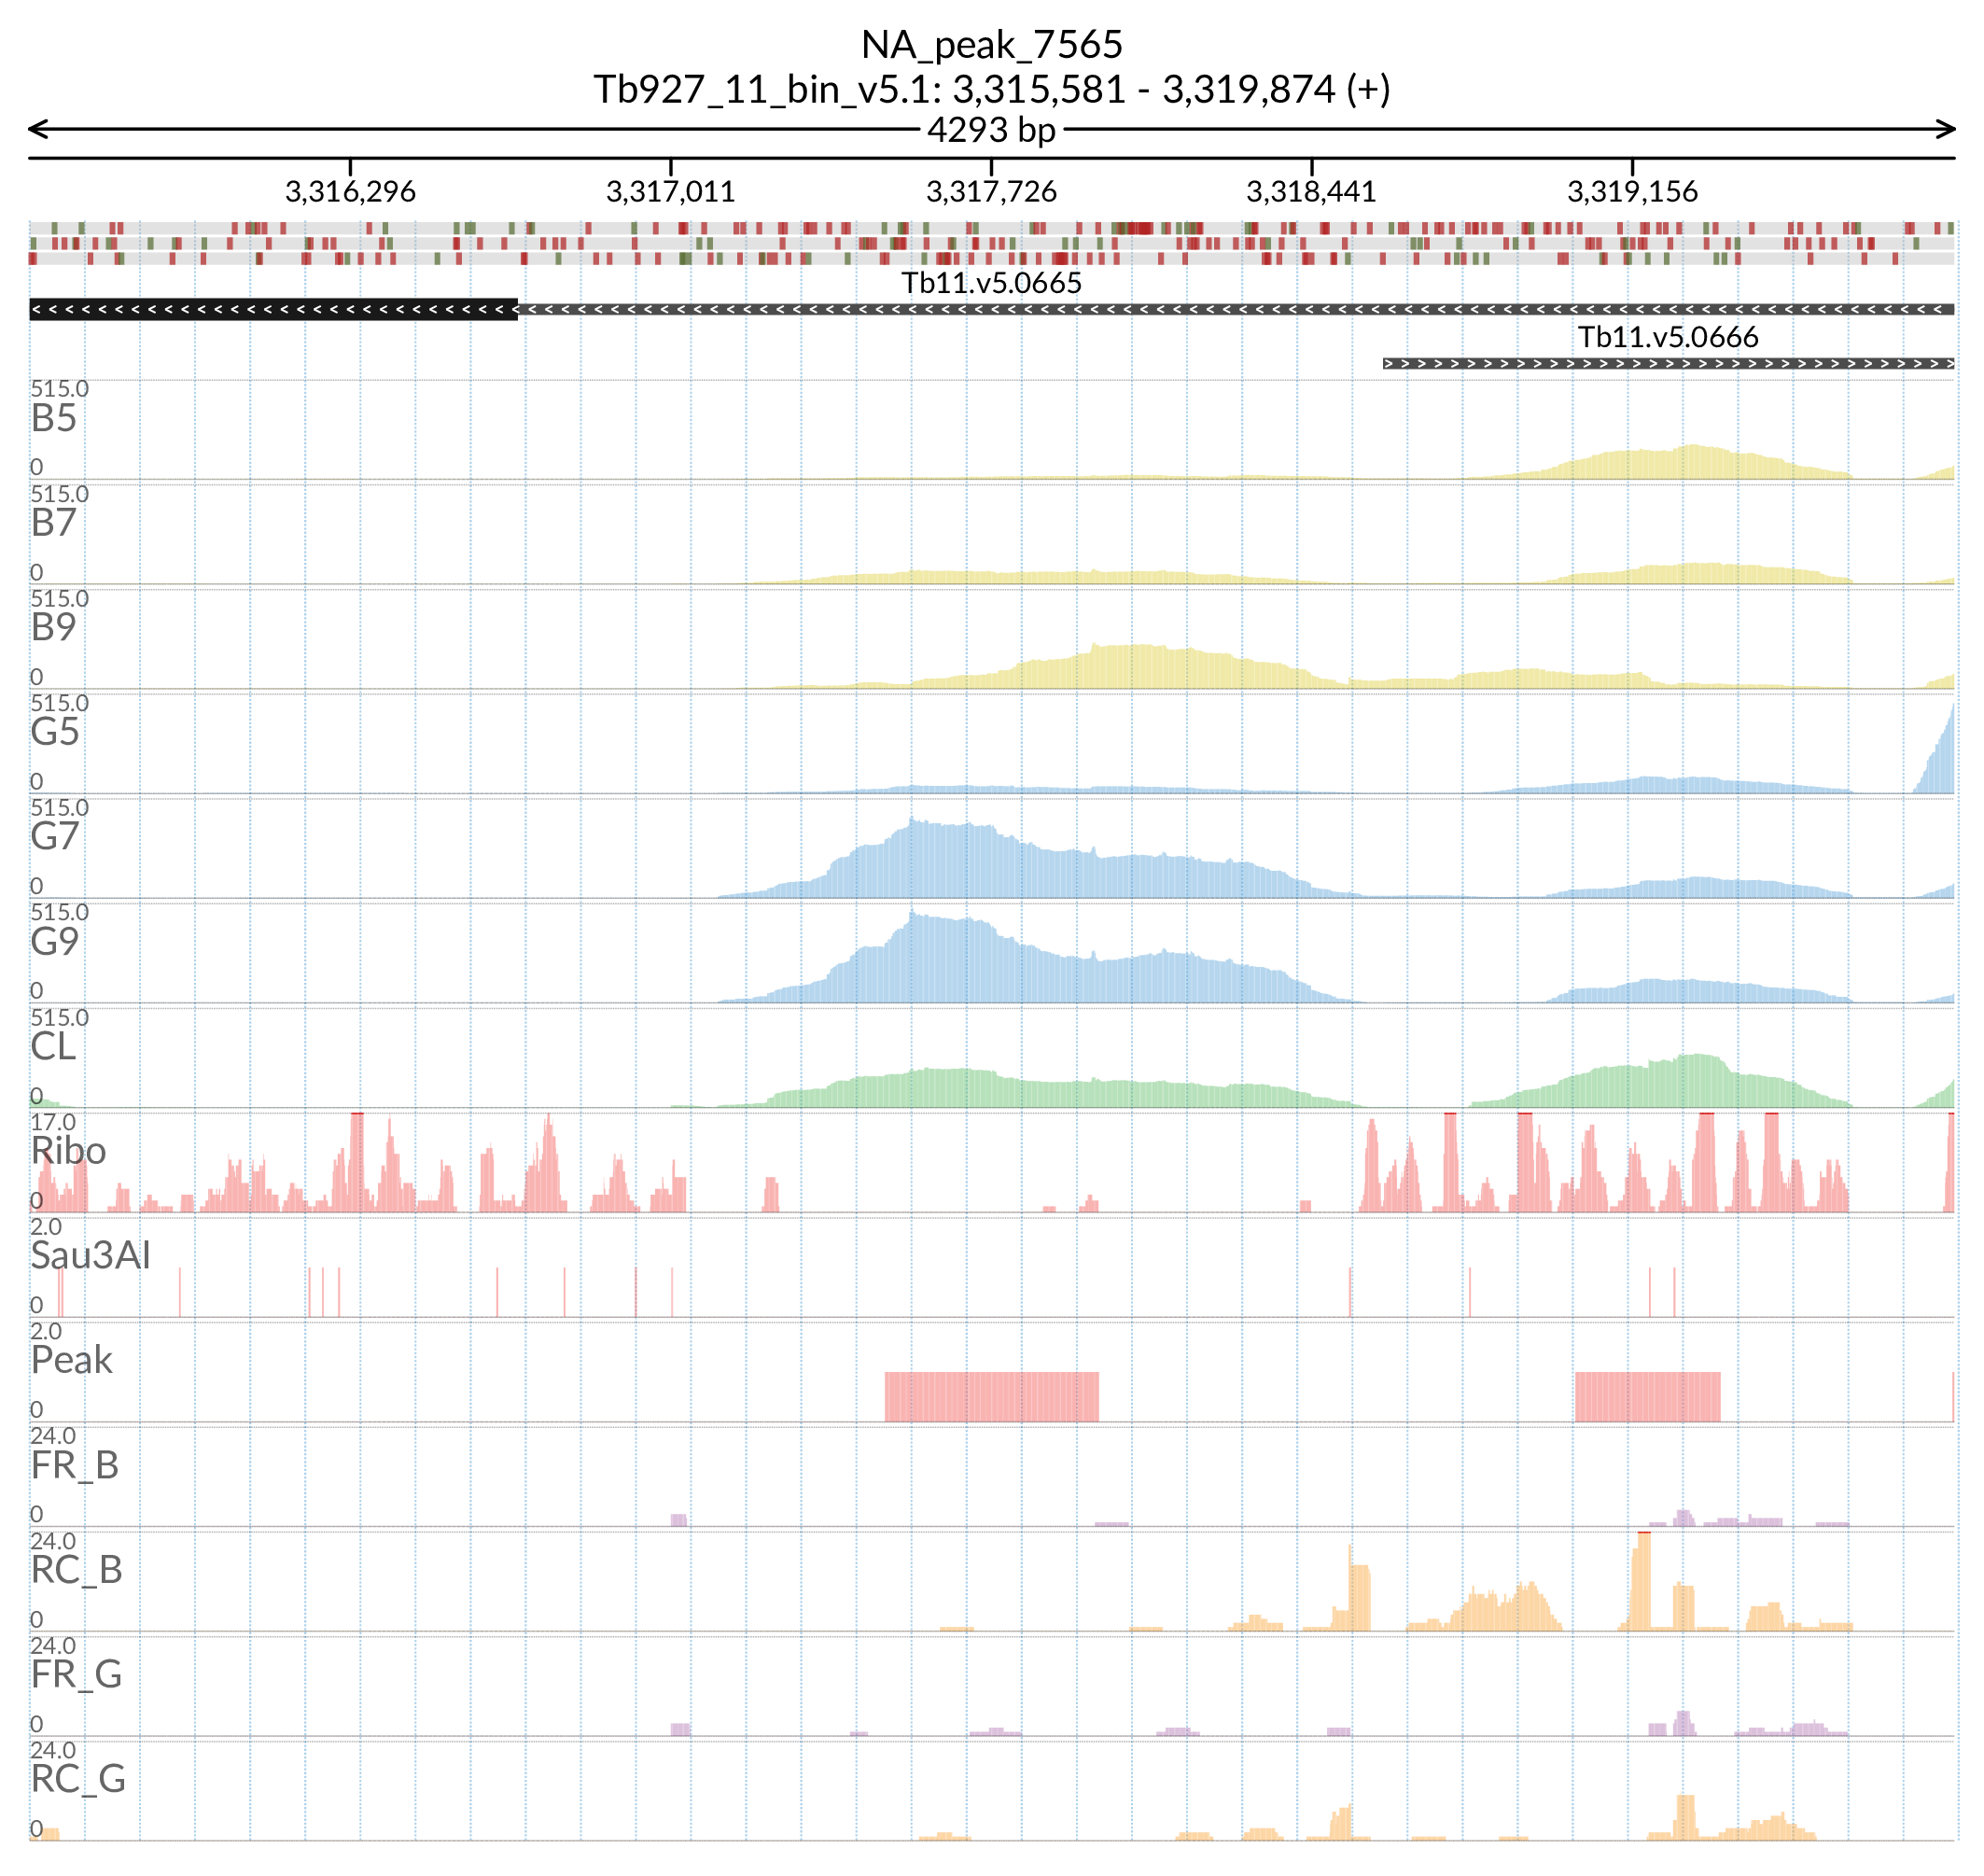 NA_peak_7565
Tb927_11_bin_v5.1: 3,315,581 - 3,319,874 (+)
4293 bp
3,316,296 3,317,011 3,317,726 3,318,441 3,319,156
Tb11.v5.0665
Tb11.v5.0666
515.0
B5
0
515.0
B7
0
515.0
B9
0
515.0
G5
0
515.0
G7
0
515.0
G9
0
515.0
CL
0
17.0
Ribo
0
2.0
Sau3AI
0
2.0
Peak
0
24.0
FR_B
0
24.0
RC_B
0
24.0
FR_G
0
24.0
RC_G
0